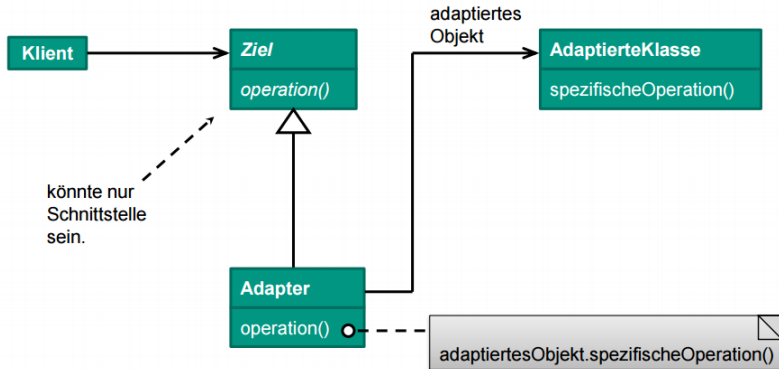 Klient
Ziel
operation()
adaptiertes
Objekt
AdaptierteKlasse
spezifischeOperation()
könnte nur
Schnittstelle
sein.
Adapter
operation()
adaptiertesObjekt.spezifischeOperation()